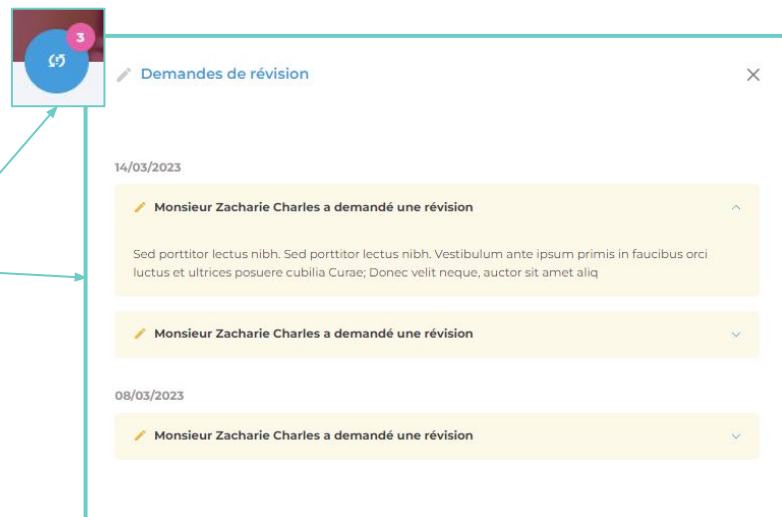 3
Demandes de révision
14/03/2023
Monsieur Zacharie Charles a demandé une révision
Sed porttitor lectus nibh. Sed porttitor lectus nibh. Vestibulum ante ipsum primis in faucibus orci
luctus et ultrices posuere cubilia Curae; Donec velit neque, auctor sit amet aliq
Monsieur Zacharie Charles a demandé une révision
08/03/2023
Monsieur Zacharie Charles a demandé une révision